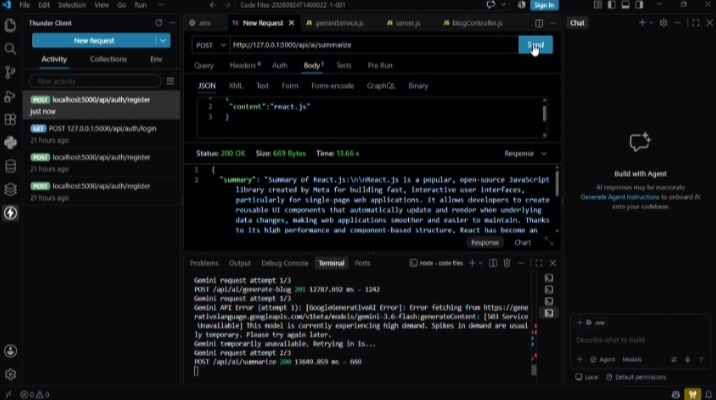 File Edit Selection View Go Run
Code Files-20260924T140002Z-1-001
Sign In
Thunder Client
New Request
Activity Collections Env
filter activity
POST localhost:5000/api/auth/register
just now
GET POST 127.0.0.1:5000/api/auth/login
21 hours ago
POST localhost:5000/api/auth/register
21 hours ago
POST localhost:5000/api/auth/register
21 hours ago
.env New Request geminiService.js server.js blogController.js
POST http://127.0.0.1:5000/api/ai/summarize Send
Query Headers 4 Auth Body 1 Tests Pre Run
JSON XML Text Form Form-encode GraphQL Binary
2 "content":"react.js"
3 }
Status: 200 OK Size: 669 Bytes Time: 13.66 s Response
1 {
2 "summary": "Summary of React.js:\n\nReact.js is a popular, open-source JavaScript
library created by Meta for building fast, interactive user interfaces,
particularly for single-page web applications. It allows developers to create
reusable UI components that automatically update and render when underlying
data changes, making web applications smoother and easier to maintain. Thanks
to its high performance and component-based structure, React has become an
Response Chart
Problems Output Debug Console Terminal Ports
node - code files
Gemini request attempt 1/3
POST /api/ai/generate-blog 201 12787.692 ms - 1242
Gemini request attempt 1/3
Gemini API Error (attempt 1): [GoogleGenerativeAI Error]: Error fetching from https://gene
rativelanguage.googleapis.com/v1beta/models/gemini-3.6-flash:generateContent: [503 Service
Unavailable] This model is currently experiencing high demand. Spikes in demand are usual
ly temporary. Please try again later.
Gemini temporarily unavailable. Retrying in 1s...
Gemini request attempt 2/3
POST /api/ai/summarize 200 13649.859 ms - 669
Chat
Build with Agent
AI responses may be inaccurate
Generate Agent Instructions to onboard AI
onto your codebase.
+ .env
Describe what to build
Agent Models
Local Default permissions
0 0
Go Live